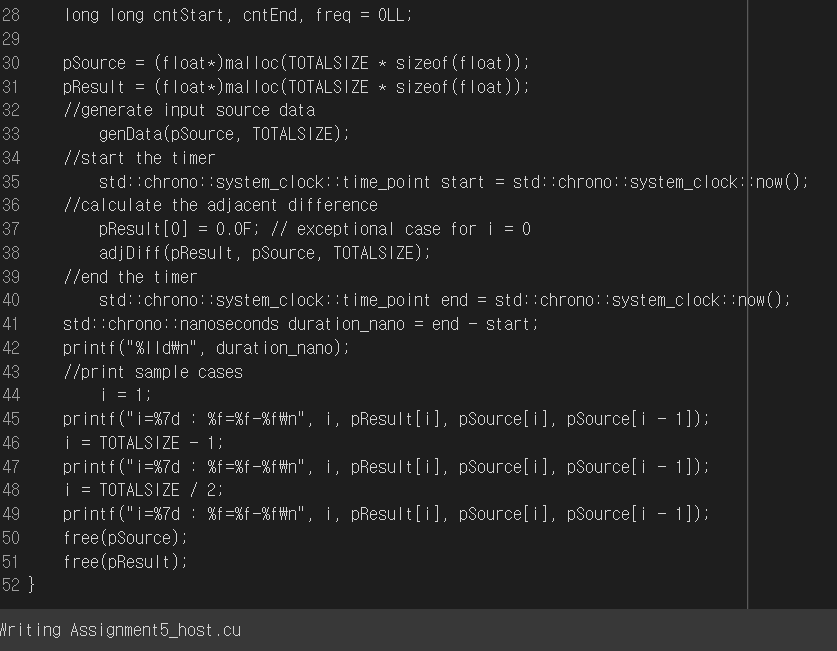 28     long long cntStart, cntEnd, freq = 0LL;
29
30     pSource = (float*)malloc(TOTALSIZE * sizeof(float));
31     pResult = (float*)malloc(TOTALSIZE * sizeof(float));
32     //generate input source data
33         genData(pSource, TOTALSIZE);
34     //start the timer
35         std::chrono::system_clock::time_point start = std::chrono::system_clock::now();
36     //calculate the adjacent difference
37         pResult[0] = 0.0F; // exceptional case for i = 0
38         adjDiff(pResult, pSource, TOTALSIZE);
39     //end the timer
40         std::chrono::system_clock::time_point end = std::chrono::system_clock::now();
41     std::chrono::nanoseconds duration_nano = end - start;
42     printf("%lld₩n", duration_nano);
43     //print sample cases
44         i = 1;
45     printf("i=%7d : %f=%f-%f₩n", i, pResult[i], pSource[i], pSource[i - 1]);
46     i = TOTALSIZE - 1;
47     printf("i=%7d : %f=%f-%f₩n", i, pResult[i], pSource[i], pSource[i - 1]);
48     i = TOTALSIZE / 2;
49     printf("i=%7d : %f=%f-%f₩n", i, pResult[i], pSource[i], pSource[i - 1]);
50     free(pSource);
51     free(pResult);
52 }
Writing Assignment5_host.cu